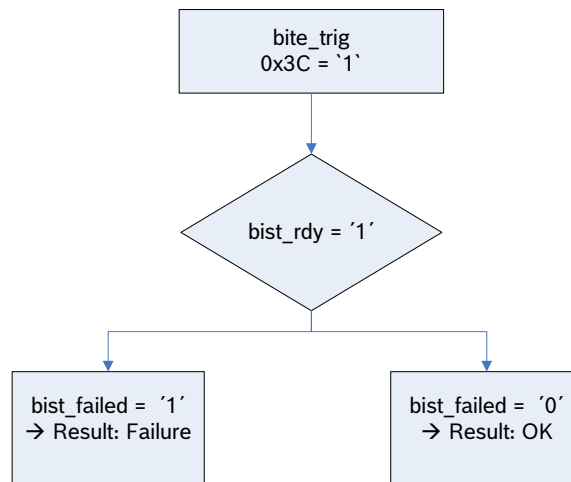 bite_trig
0x3C = `1`
bist_rdy = ´1´
bist_failed = ´1´
→ Result: Failure
bist_failed = ´0´
→ Result: OK